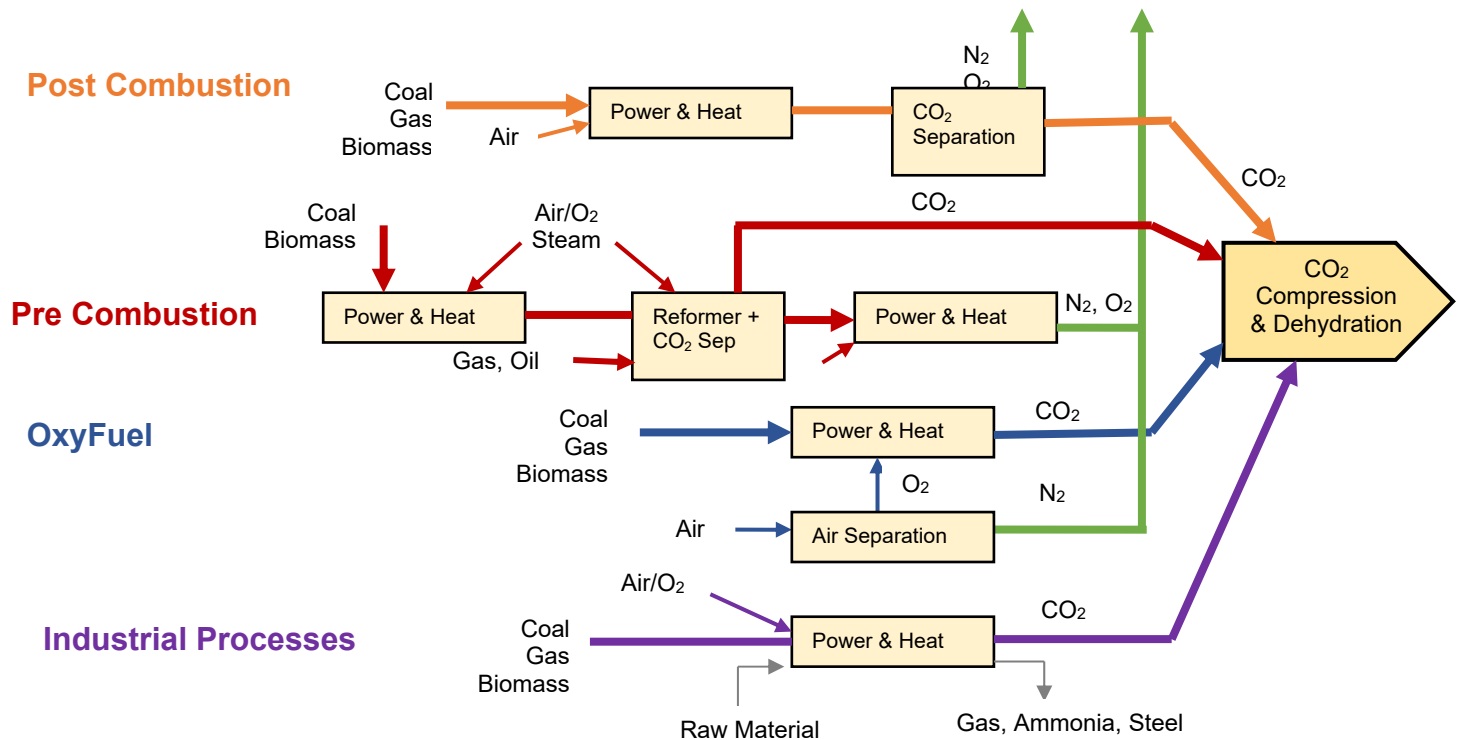 Post Combustion
Coal
Gas
Biomass
Air
Power & Heat
N₂
O₂
CO₂
Separation
CO₂
Pre Combustion
Coal
Biomass
Air/O₂
Steam
Power & Heat
Gas, Oil
Reformer +
CO₂ Sep
CO₂
Power & Heat
N₂, O₂
CO₂
Compression
& Dehydration
OxyFuel
Coal
Gas
Biomass
Power & Heat
CO₂
O₂
Air
Air Separation
N₂
Industrial Processes
Coal
Gas
Biomass
Air/O₂
Power & Heat
CO₂
Raw Material
Gas, Ammonia, Steel